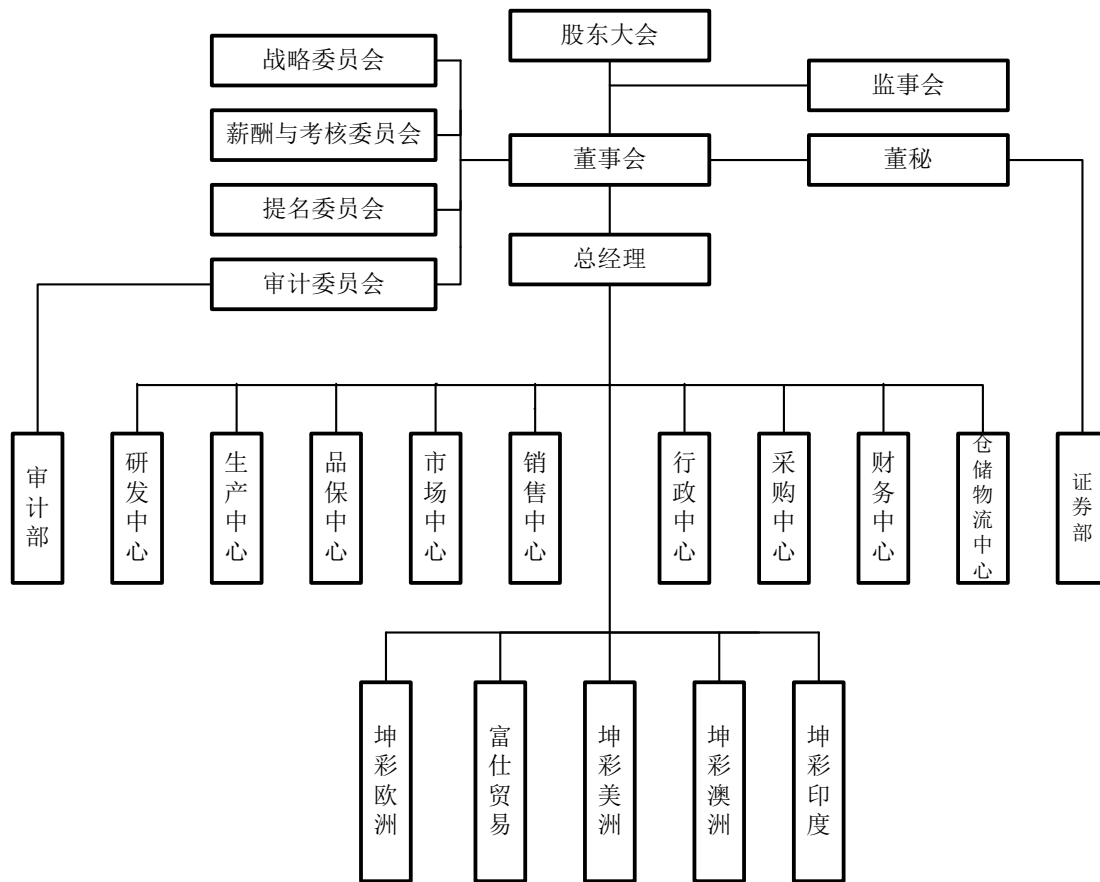 股东大会
战略委员会
监事会
薪酬与考核委员会
董事会
董秘
提名委员会
总经理
审计委员会
审计部
研发中心
生产中心
品保中心
市场中心
销售中心
行政中心
采购中心
财务中心
仓储物流中心
证券部
坤彩欧洲
富仕贸易
坤彩美洲
坤彩澳洲
坤彩印度